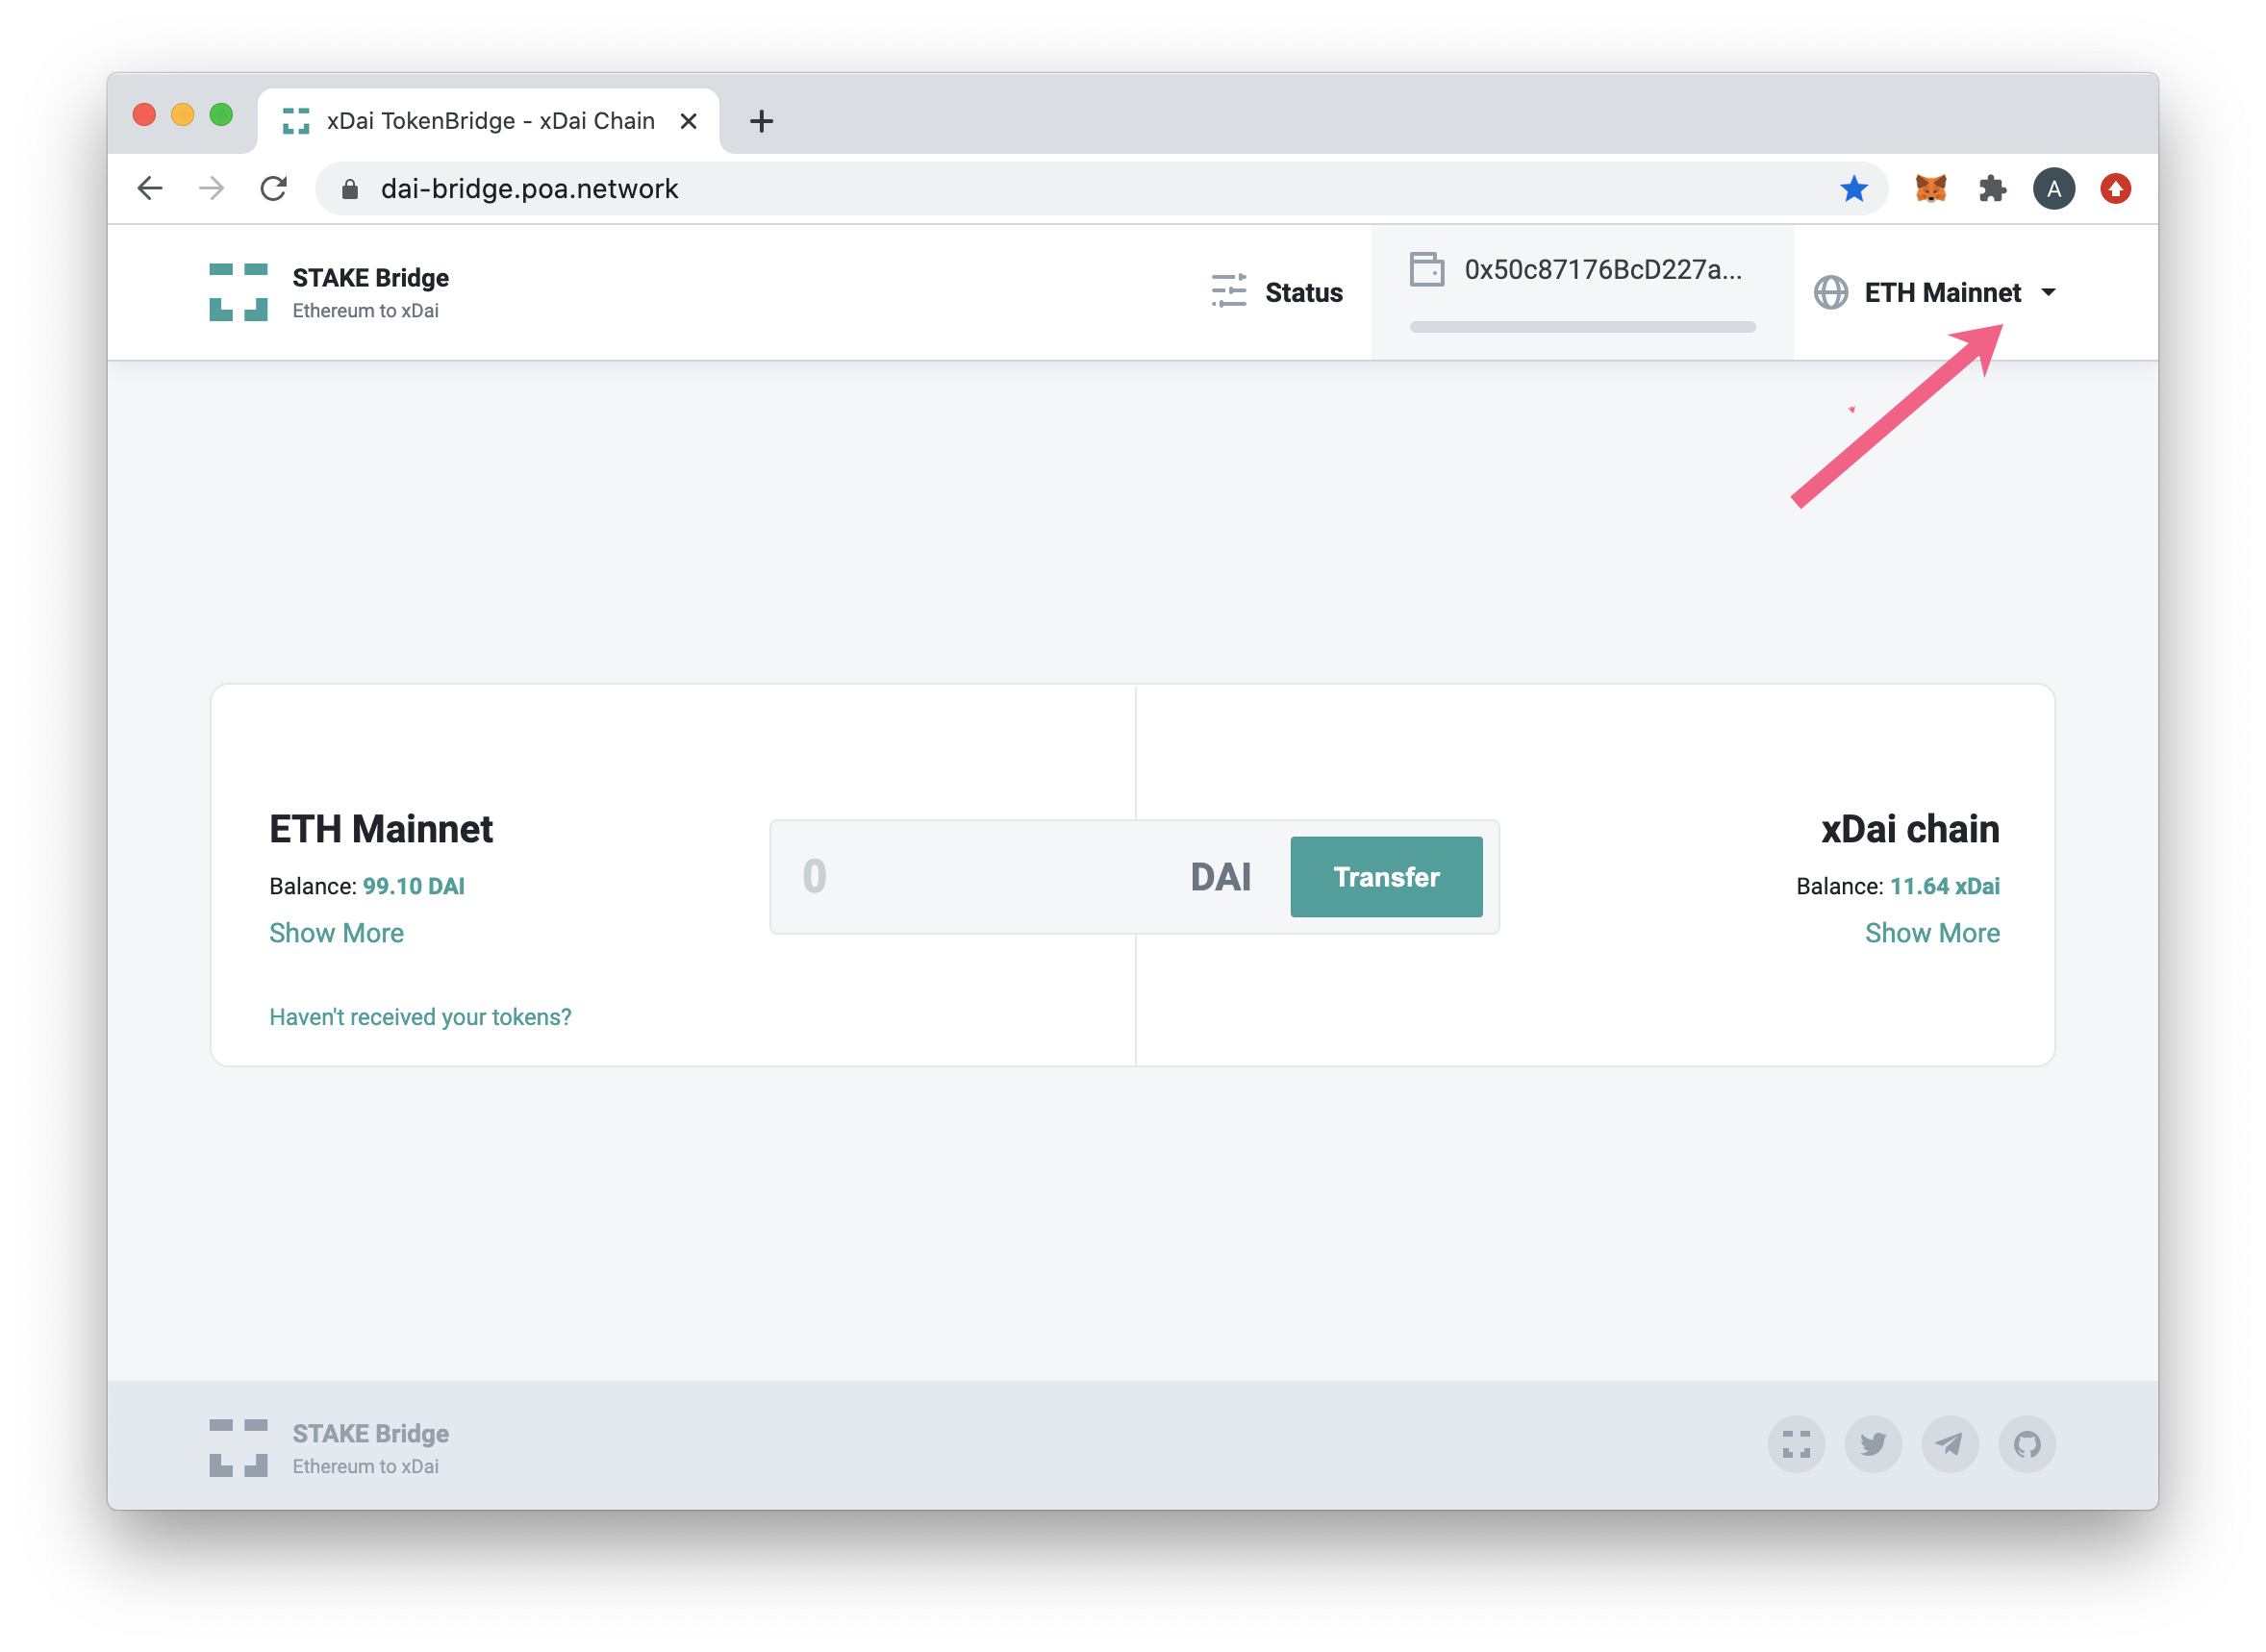 xDai TokenBridge - xDai Chain
dai-bridge.poa.network
A
STAKE Bridge
Ethereum to xDai
Status
0x50c87176BcD227a...
ETH Mainnet
ETH Mainnet
Balance: 99.10 DAI
Show More
Haven't received your tokens?
0
DAI
Transfer
xDai chain
Balance: 11.64 xDai
Show More
STAKE Bridge
Ethereum to xDai